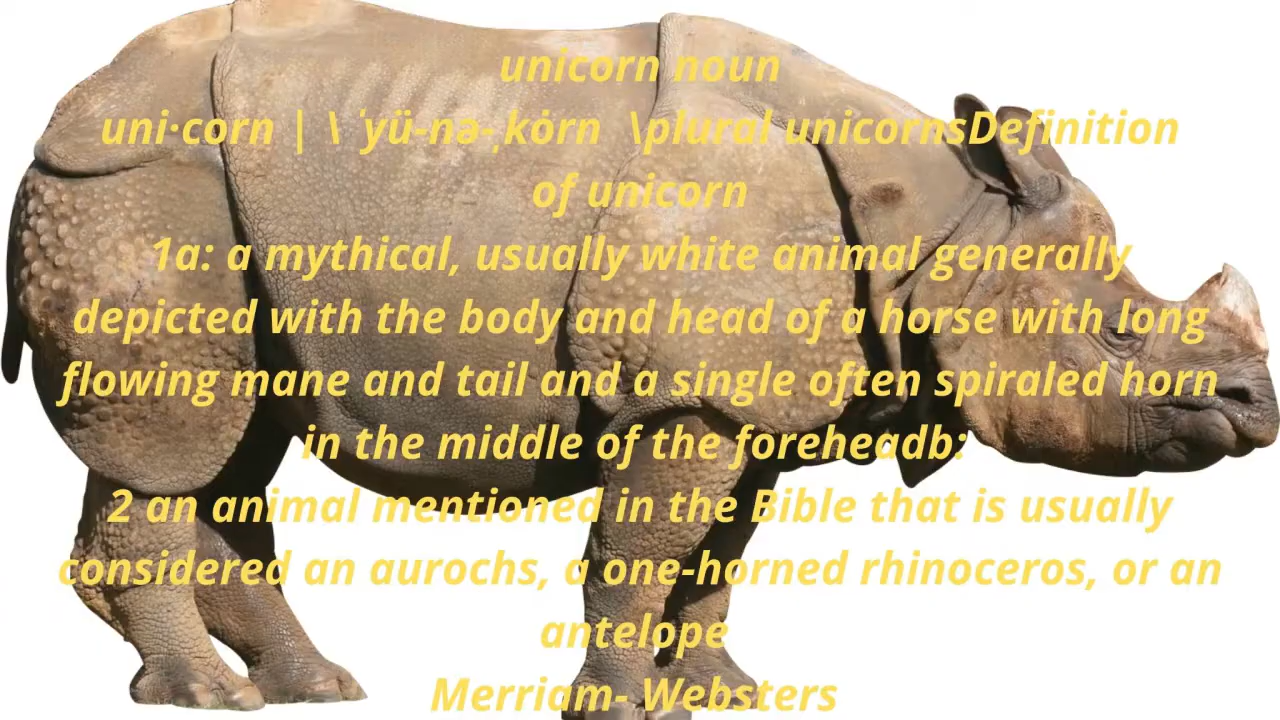 unicorn noun
uni·corn | \ ˈyü-nə-ˌkȯrn \plural unicornsDefinition
of unicorn
1a: a mythical, usually white animal generally
depicted with the body and head of a horse with long
flowing mane and tail and a single often spiraled horn
in the middle of the foreheadb:
2 an animal mentioned in the Bible that is usually
considered an aurochs, a one-horned rhinoceros, or an
antelope
Merriam- Websters